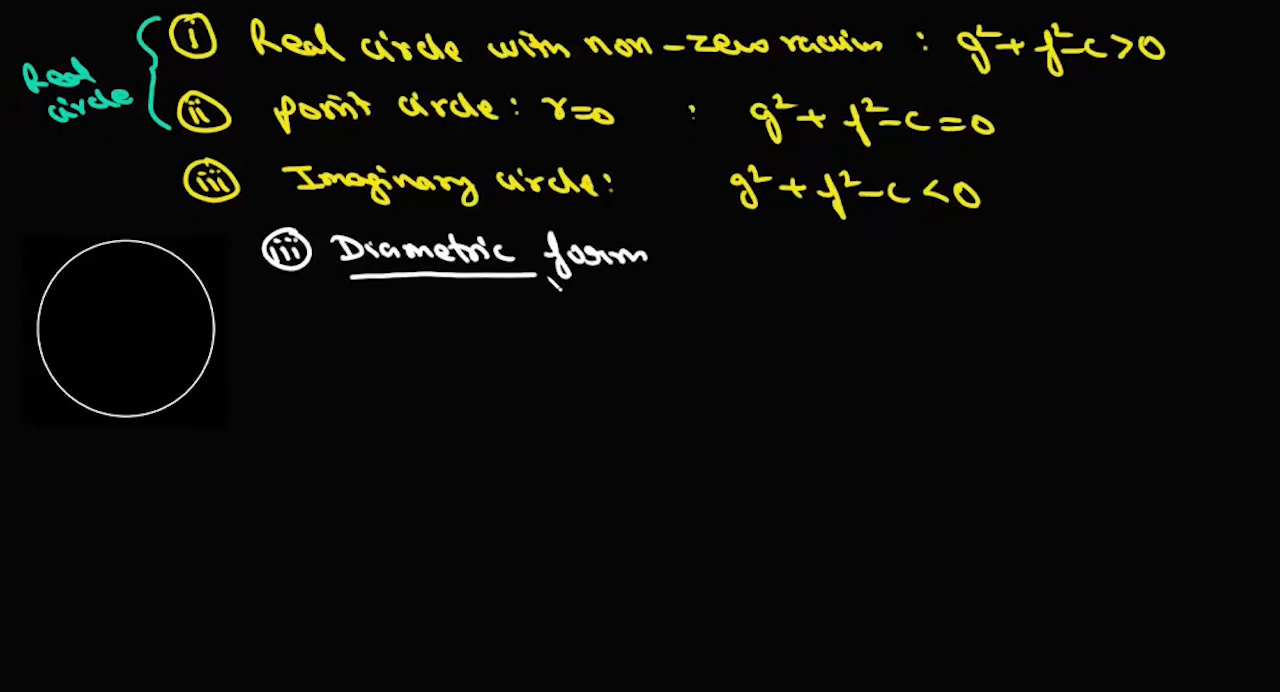 Real circle
(i) Real circle with non-zero radius : g²+f²-c>0
(ii) point circle: r=0 : g²+f²-c=0
(iii) Imaginary circle: g²+f²-c<0
(iii) Diametric form